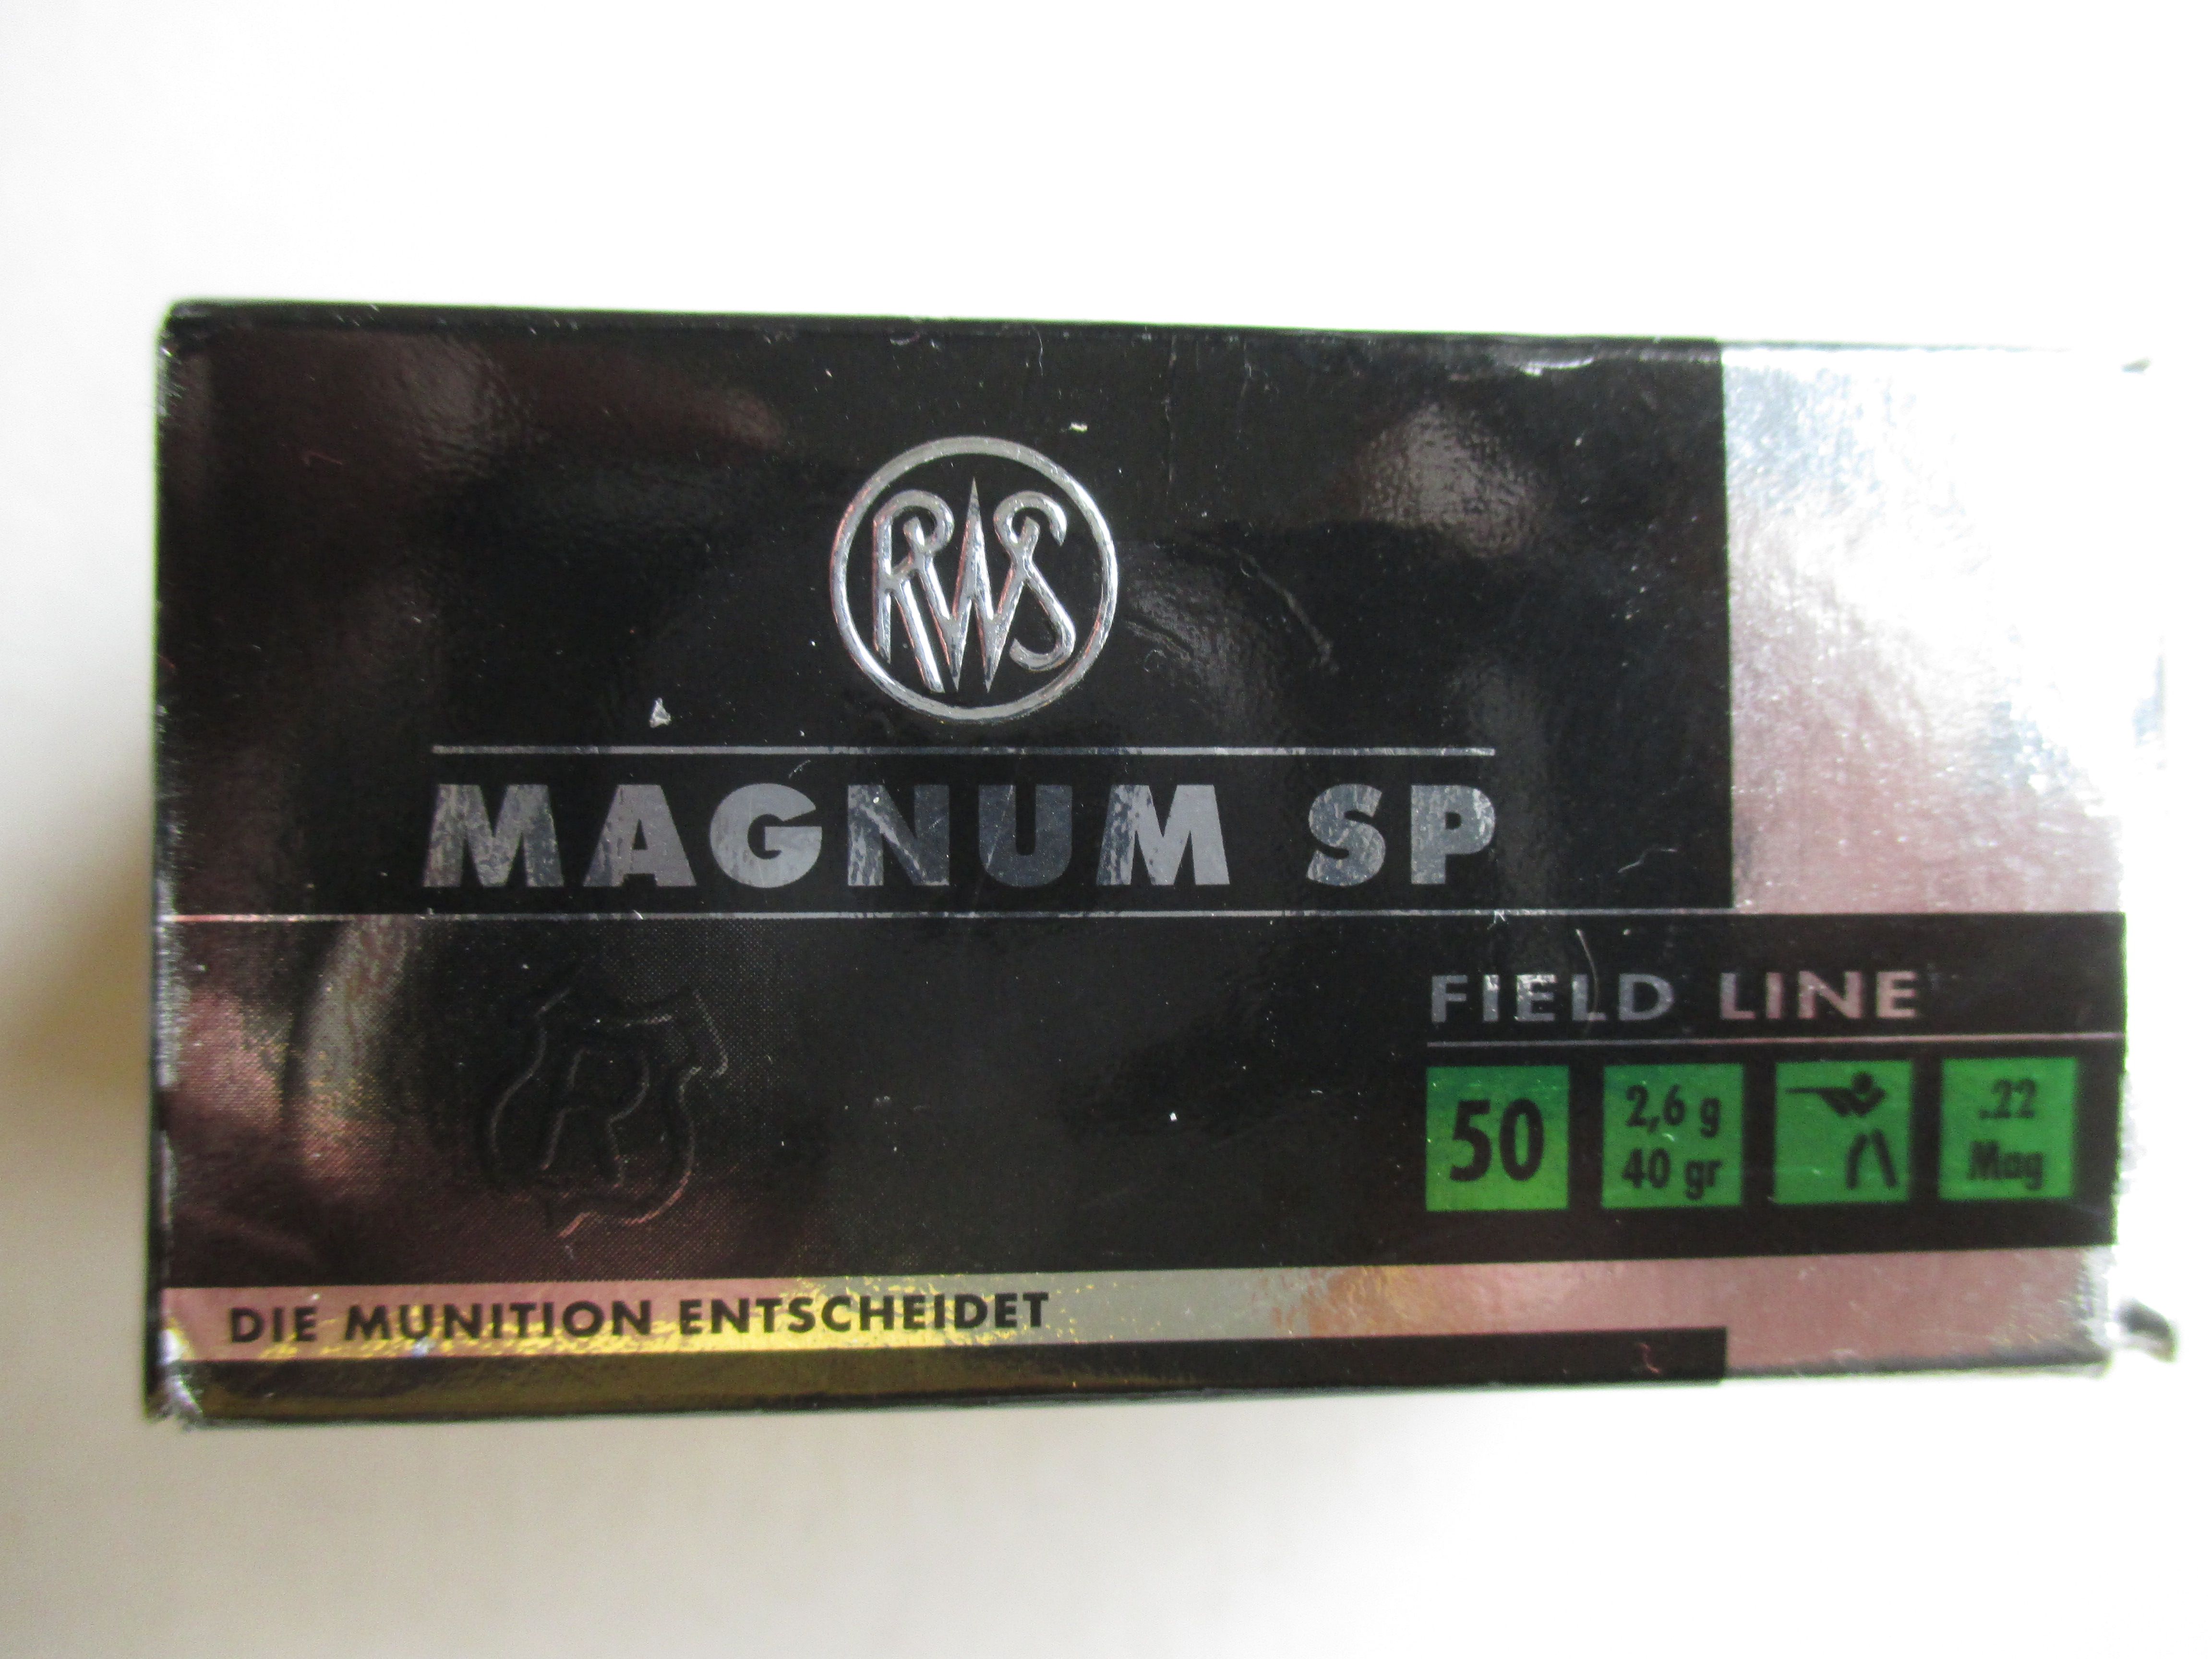 RWS
MAGNUM SP
FIELD LINE
50
2,6 g
40 gr
.22
Mag
R
DIE MUNITION ENTSCHEIDET